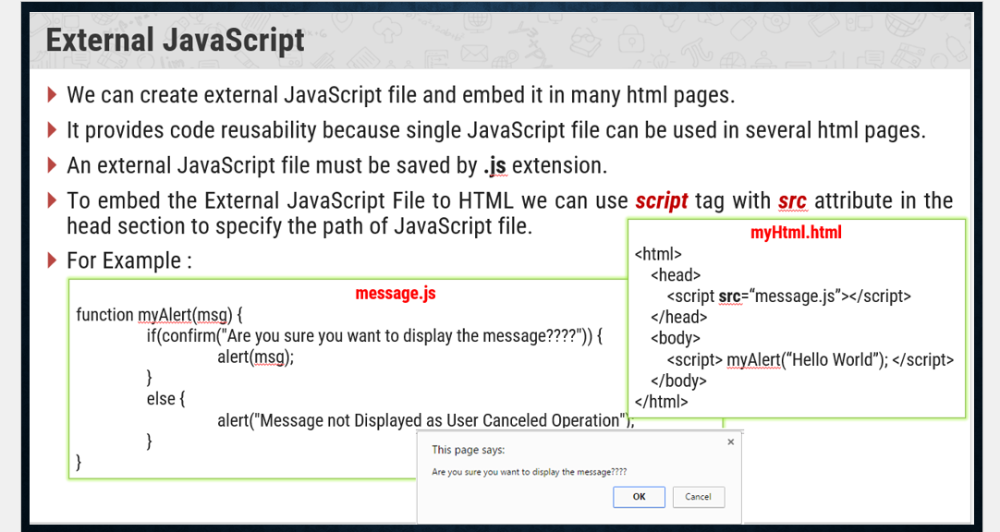 External JavaScript
We can create external JavaScript file and embed it in many html pages.
It provides code reusability because single JavaScript file can be used in several html pages.
An external JavaScript file must be saved by .js extension.
To embed the External JavaScript File to HTML we can use script tag with src attribute in the
head section to specify the path of JavaScript file.
For Example :
message.js
function myAlert(msg) {
if(confirm("Are you sure you want to display the message????")) {
alert(msg);
}
else {
alert("Message not Displayed as User Canceled Operation");
}
}
myHtml.html
<html>
<head>
<script src=“message.js”></script>
</head>
<body>
<script> myAlert(“Hello World”); </script>
</body>
</html>
This page says:
×
Are you sure you want to display the message????
OK
Cancel